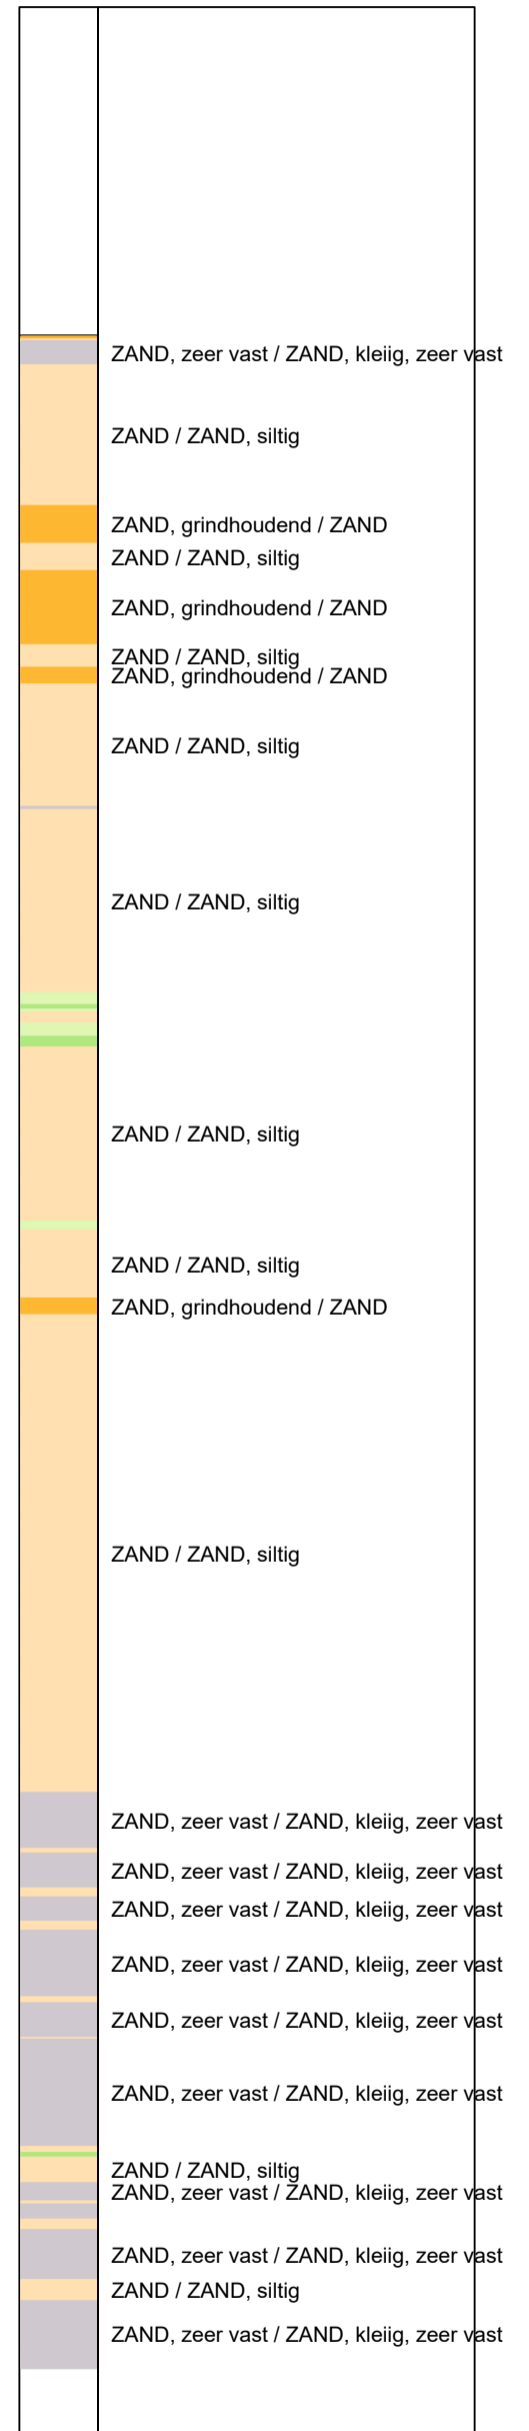 ZAND, zeer vast / ZAND, kleiig, zeer vast
ZAND / ZAND, siltig
ZAND, grindhoudend / ZAND
ZAND / ZAND, siltig
ZAND, grindhoudend / ZAND
ZAND / ZAND, siltig
ZAND, grindhoudend / ZAND
ZAND / ZAND, siltig
ZAND / ZAND, siltig
ZAND / ZAND, siltig
ZAND / ZAND, siltig
ZAND, grindhoudend / ZAND
ZAND / ZAND, siltig
ZAND, zeer vast / ZAND, kleiig, zeer vast
ZAND, zeer vast / ZAND, kleiig, zeer vast
ZAND, zeer vast / ZAND, kleiig, zeer vast
ZAND, zeer vast / ZAND, kleiig, zeer vast
ZAND, zeer vast / ZAND, kleiig, zeer vast
ZAND, zeer vast / ZAND, kleiig, zeer vast
ZAND / ZAND, siltig
ZAND, zeer vast / ZAND, kleiig, zeer vast
ZAND, zeer vast / ZAND, kleiig, zeer vast
ZAND / ZAND, siltig
ZAND, zeer vast / ZAND, kleiig, zeer vast